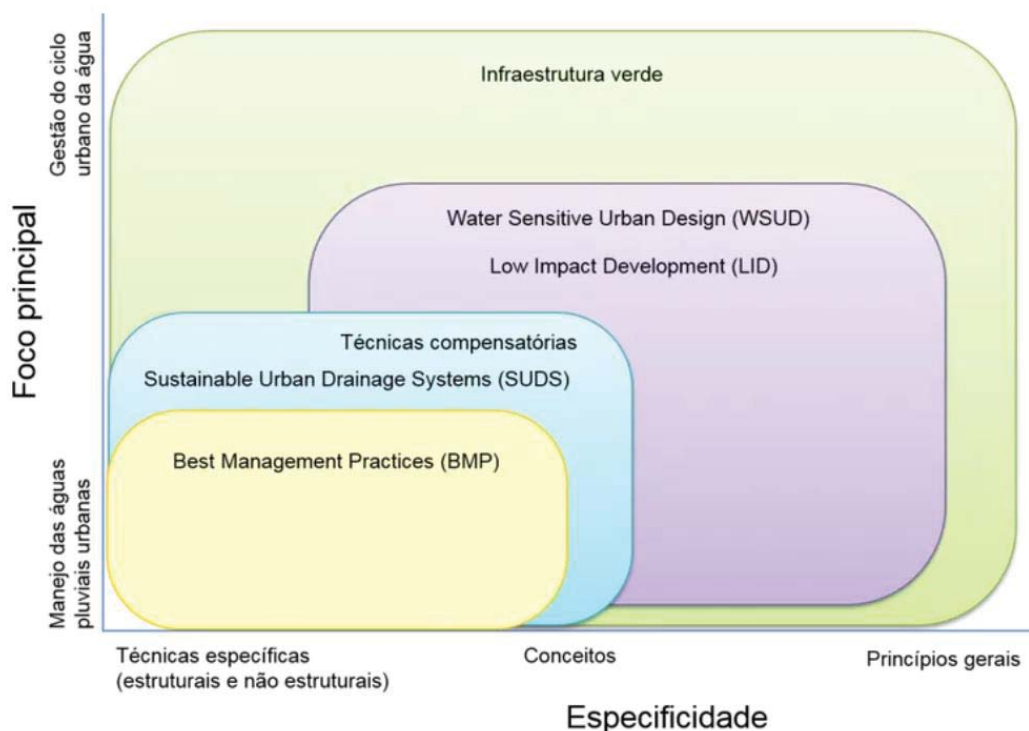 Foco principal
Gestão do ciclo
urbano da água
Manejo das águas
pluviais urbanas
Infraestrutura verde
Water Sensitive Urban Design (WSUD)
Low Impact Development (LID)
Técnicas compensatórias
Sustainable Urban Drainage Systems (SUDS)
Best Management Practices (BMP)
Técnicas específicas
(estruturais e não estruturais)
Conceitos
Princípios gerais
Especificidade